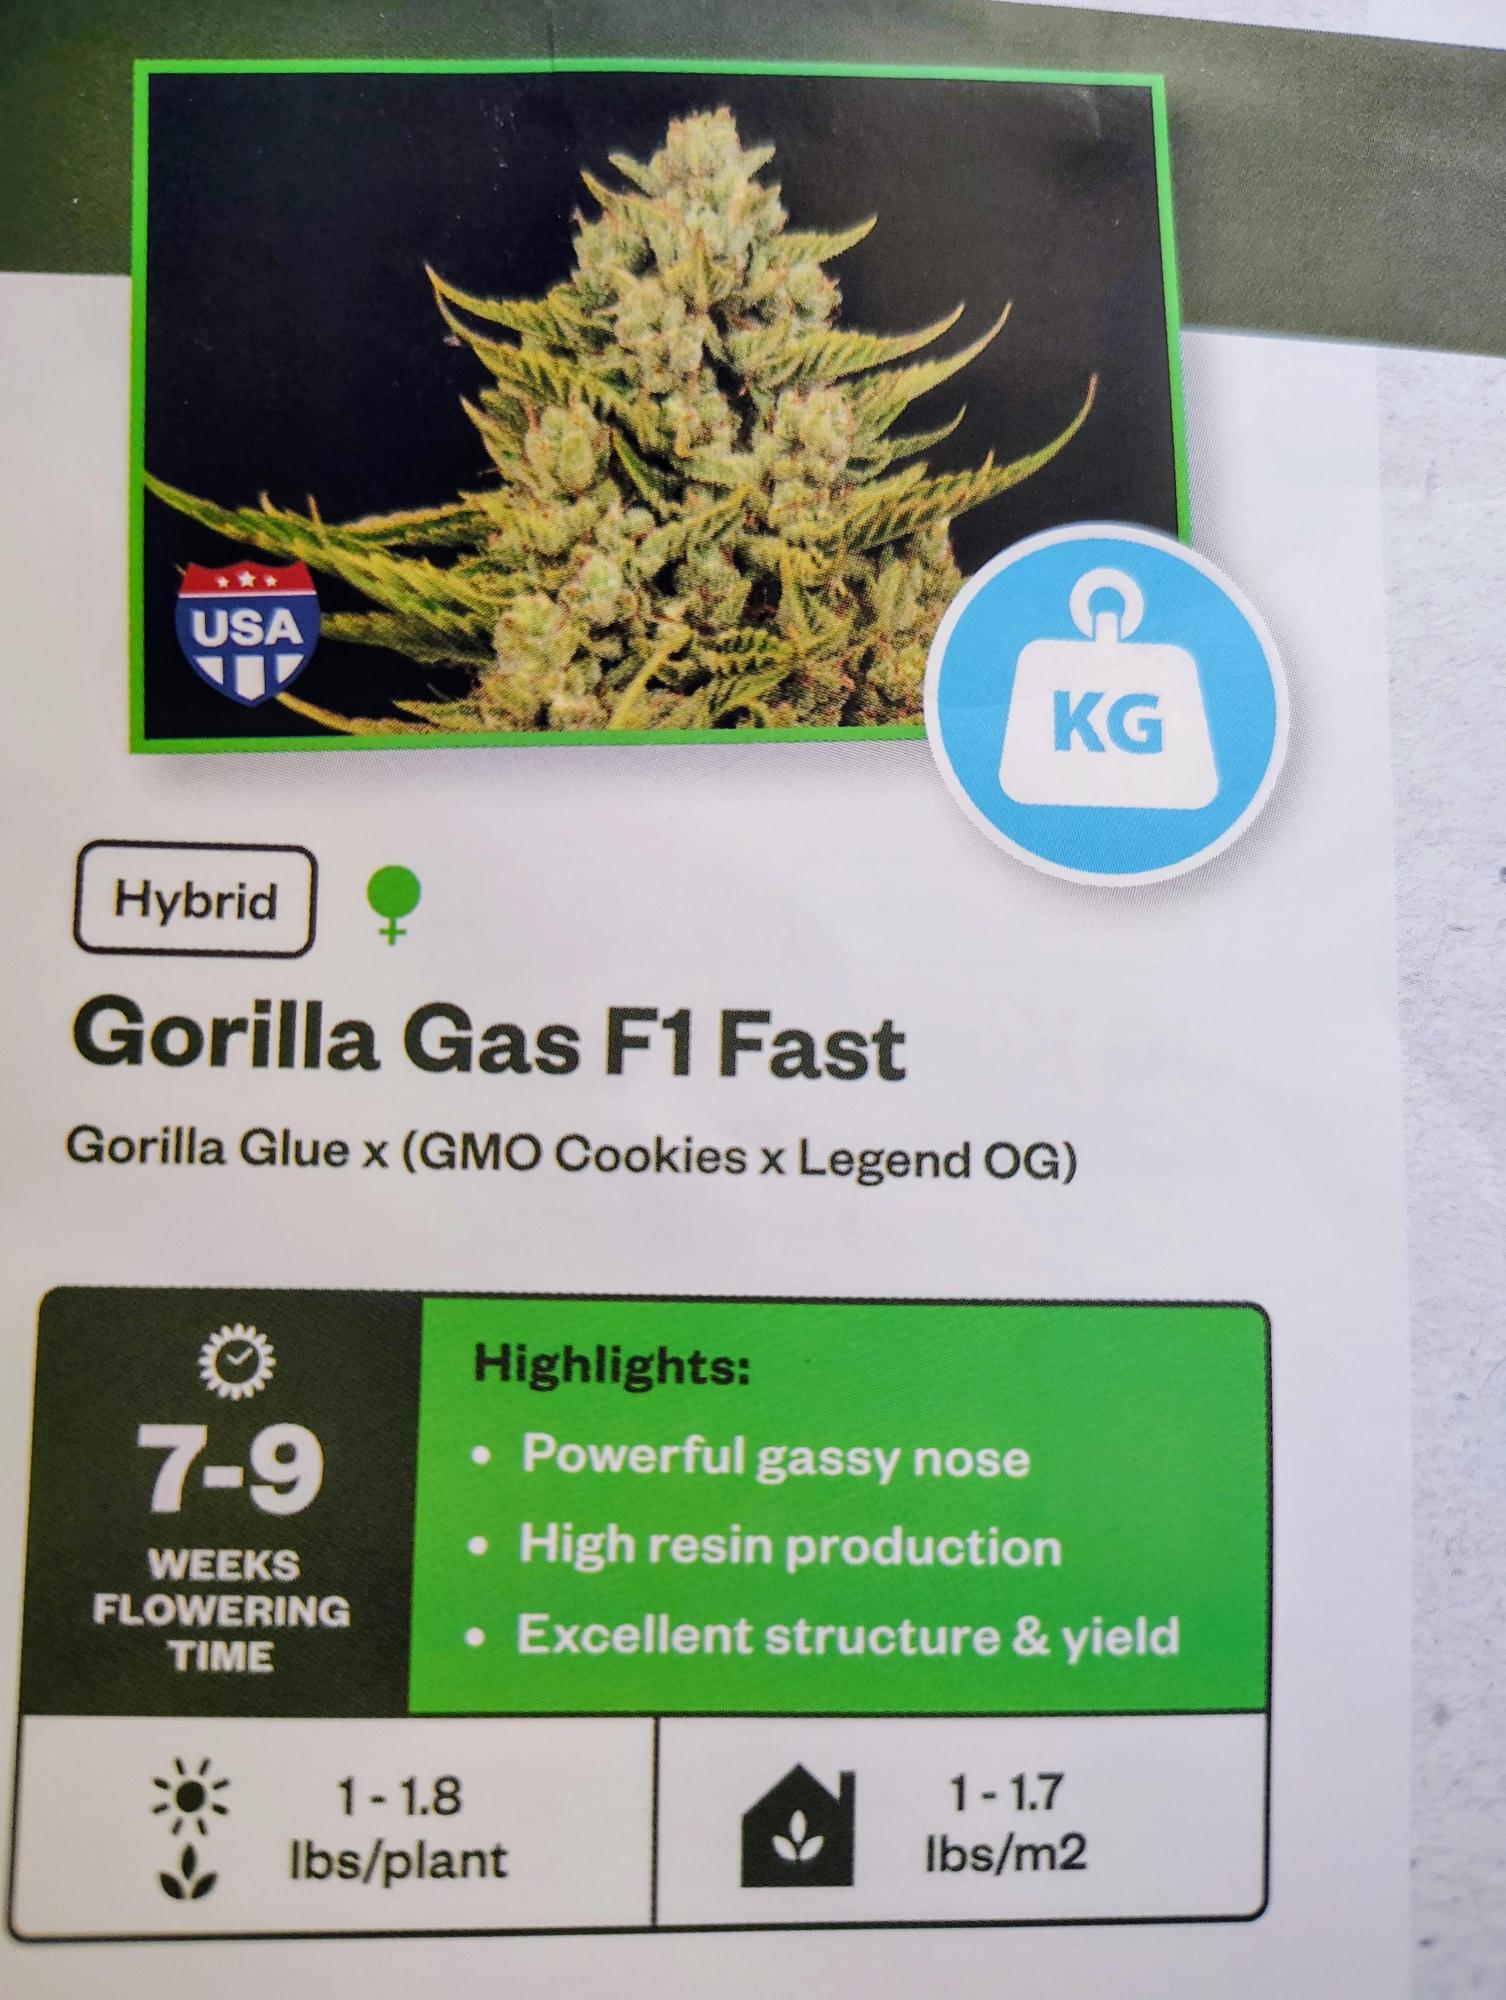 USA
KG
Hybrid
Gorilla Gas F1 Fast
Gorilla Glue x (GMO Cookies x Legend OG)
7-9
WEEKS
FLOWERING
TIME
Highlights:
• Powerful gassy nose
• High resin production
• Excellent structure & yield
1 - 1.8
lbs/plant
1 - 1.7
lbs/m2